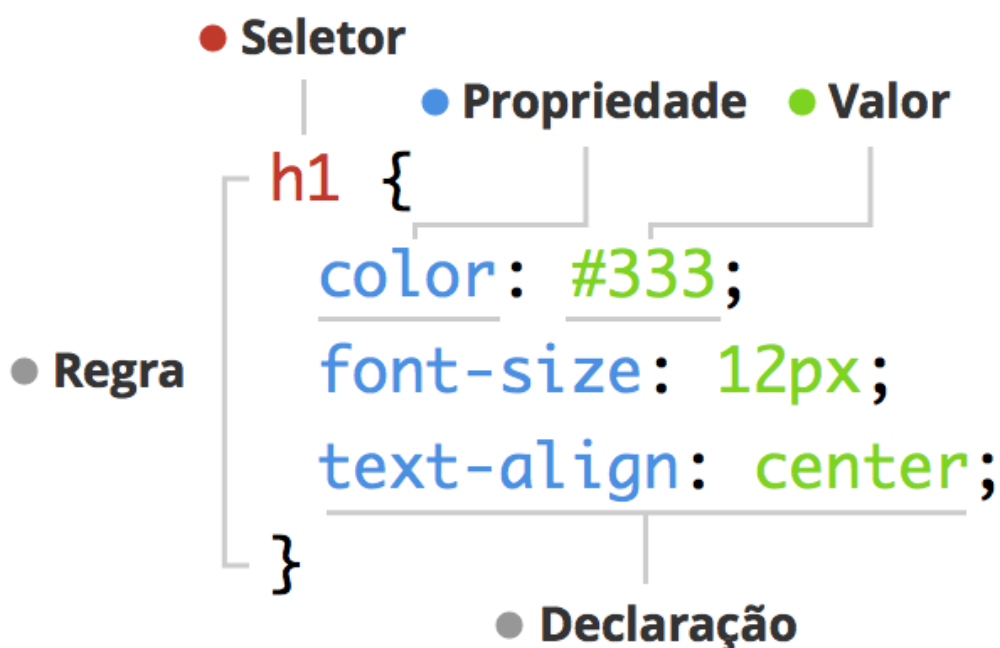 Seletor
Propriedade Valor
h1 {
color: #333;
font-size: 12px;
Regra
text-align: center;
}
Declaração